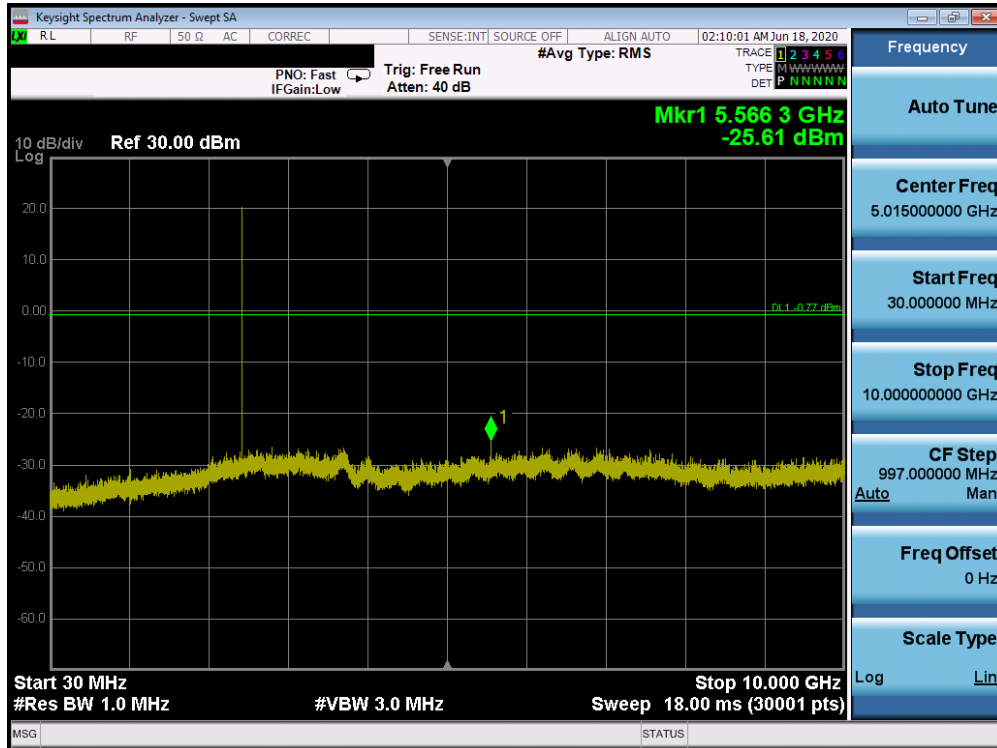 Keysight Spectrum Analyzer - Swept SA
LXI RL RF 50 Ω AC CORREC SENSE:INT SOURCE OFF ALIGN AUTO 02:10:01 AM Jun 18, 2020
PNO: Fast
IFGain:Low
Trig: Free Run
Atten: 40 dB
#Avg Type: RMS
TRACE 1 2 3 4 5 6
TYPE M WWWWW
DET P N N N N N
Mkr1 5.566 3 GHz
-25.61 dBm
10 dB/div
Log
Ref 30.00 dBm
20.0
10.0
0.00
DL1 -0.77 dBm
-10.0
-20.0
1
-30.0
-40.0
-50.0
-60.0
Start 30 MHz
Stop 10.000 GHz
#Res BW 1.0 MHz
#VBW 3.0 MHz
Sweep 18.00 ms (30001 pts)
MSG
STATUS
Frequency
Auto Tune
Center Freq
5.015000000 GHz
Start Freq
30.000000 MHz
Stop Freq
10.000000000 GHz
CF Step
997.000000 MHz
Auto Man
Freq Offset
0 Hz
Scale Type
Log Lin